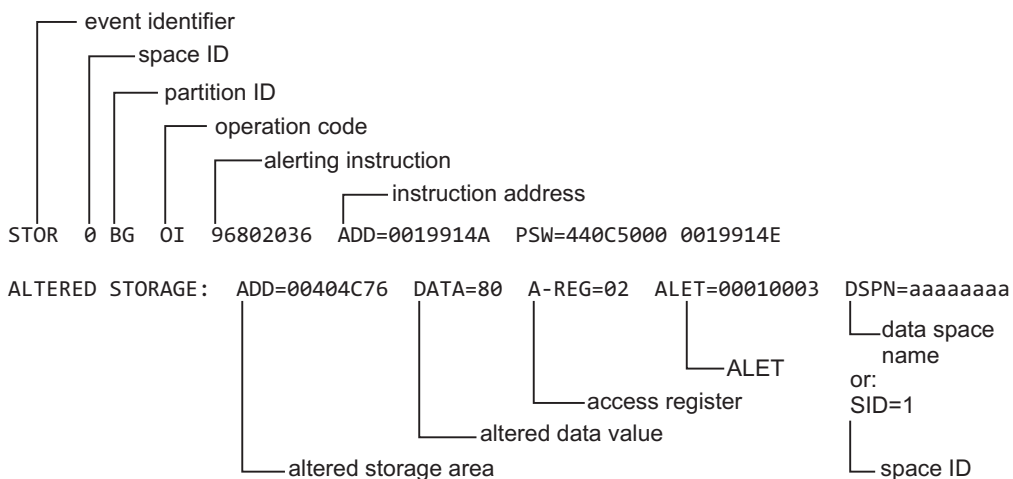 event identifier
space ID
partition ID
operation code
alerting instruction
instruction address
STOR 0 BG OI 96802036 ADD=0019914A PSW=440C5000 0019914E
ALTERED STORAGE: ADD=00404C76 DATA=80 A-REG=02 ALET=00010003 DSPN=aaaaaaaa
data space
name
ALET
or:
access register
SID=1
altered data value
altered storage area
space ID